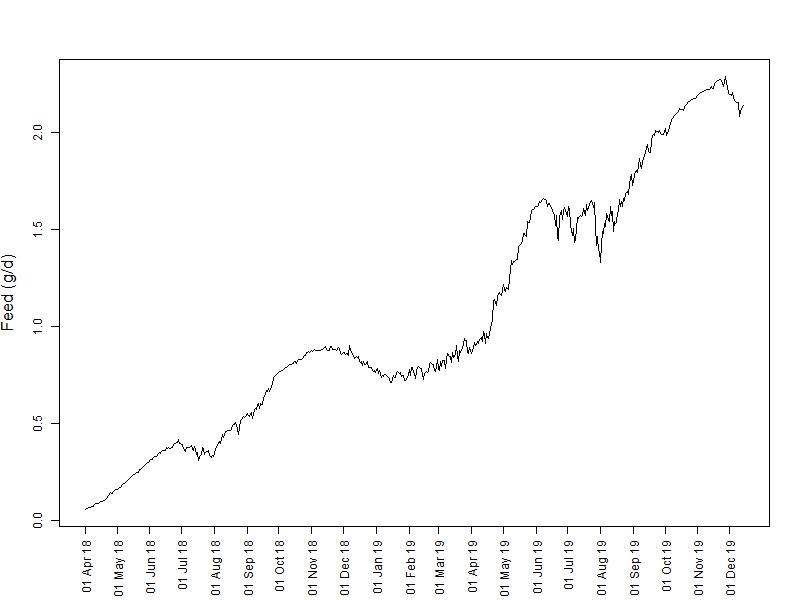 Feed (g/d)
2.0
1.5
1.0
0.5
0.0
01 Apr 18
01 May 18
01 Jun 18
01 Jul 18
01 Aug 18
01 Sep 18
01 Oct 18
01 Nov 18
01 Dec 18
01 Jan 19
01 Feb 19
01 Mar 19
01 Apr 19
01 May 19
01 Jun 19
01 Jul 19
01 Aug 19
01 Sep 19
01 Oct 19
01 Nov 19
01 Dec 19